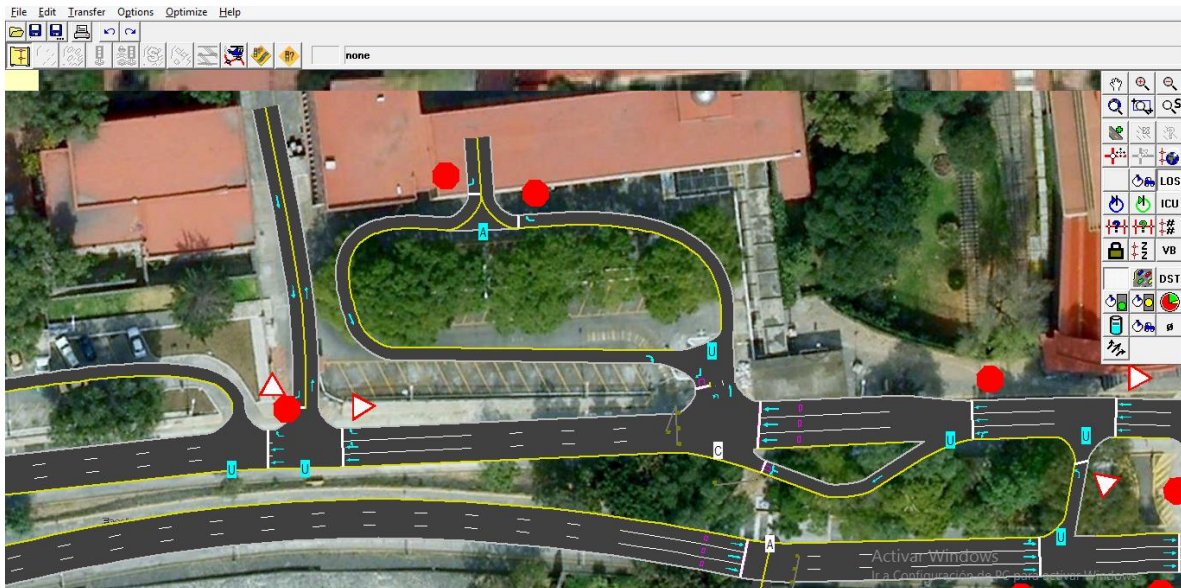 File Edit Transfer Options Optimize Help
none
S
LOS
ICU
##
Z
Z
VB
DST
ø
A
U
U
U
C
U
U
U
A
Activar Windows
Ir a Configuración de PC para activar Windows